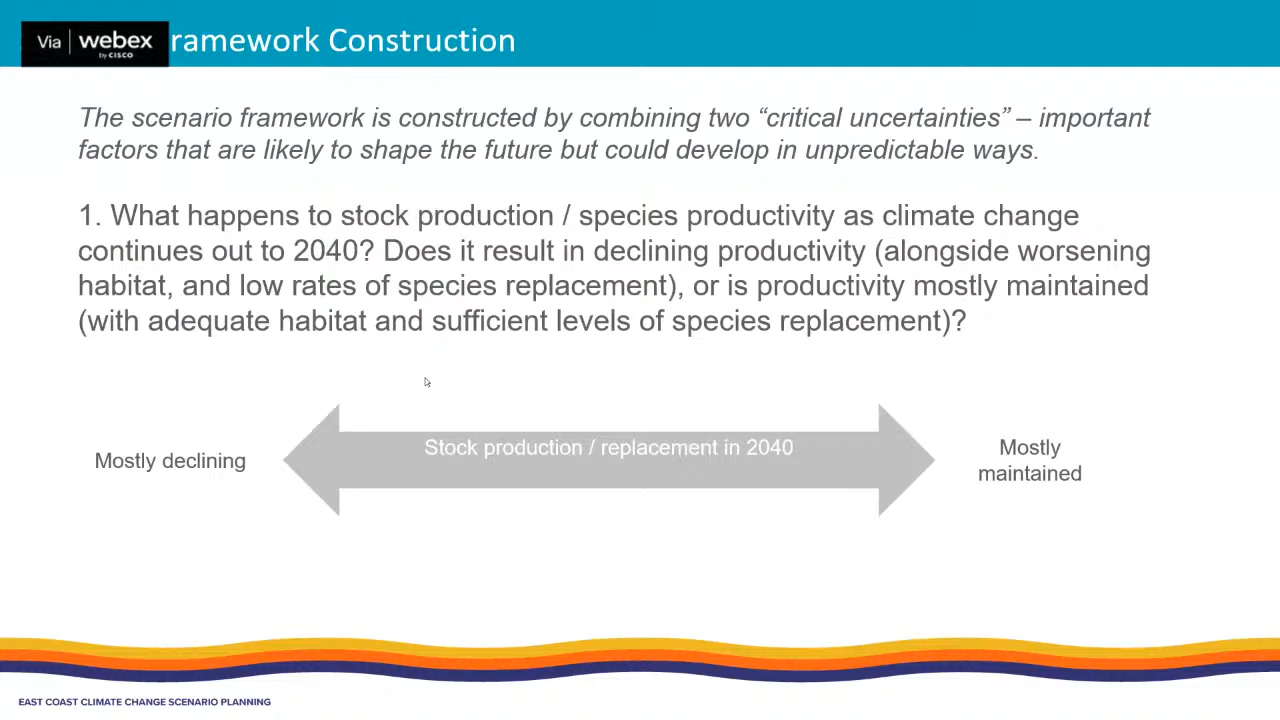 Via webex
by CISCO
ramework Construction
The scenario framework is constructed by combining two “critical uncertainties” – important
factors that are likely to shape the future but could develop in unpredictable ways.
1. What happens to stock production / species productivity as climate change
continues out to 2040? Does it result in declining productivity (alongside worsening
habitat, and low rates of species replacement), or is productivity mostly maintained
(with adequate habitat and sufficient levels of species replacement)?
Mostly declining
Stock production / replacement in 2040
Mostly
maintained
EAST COAST CLIMATE CHANGE SCENARIO PLANNING